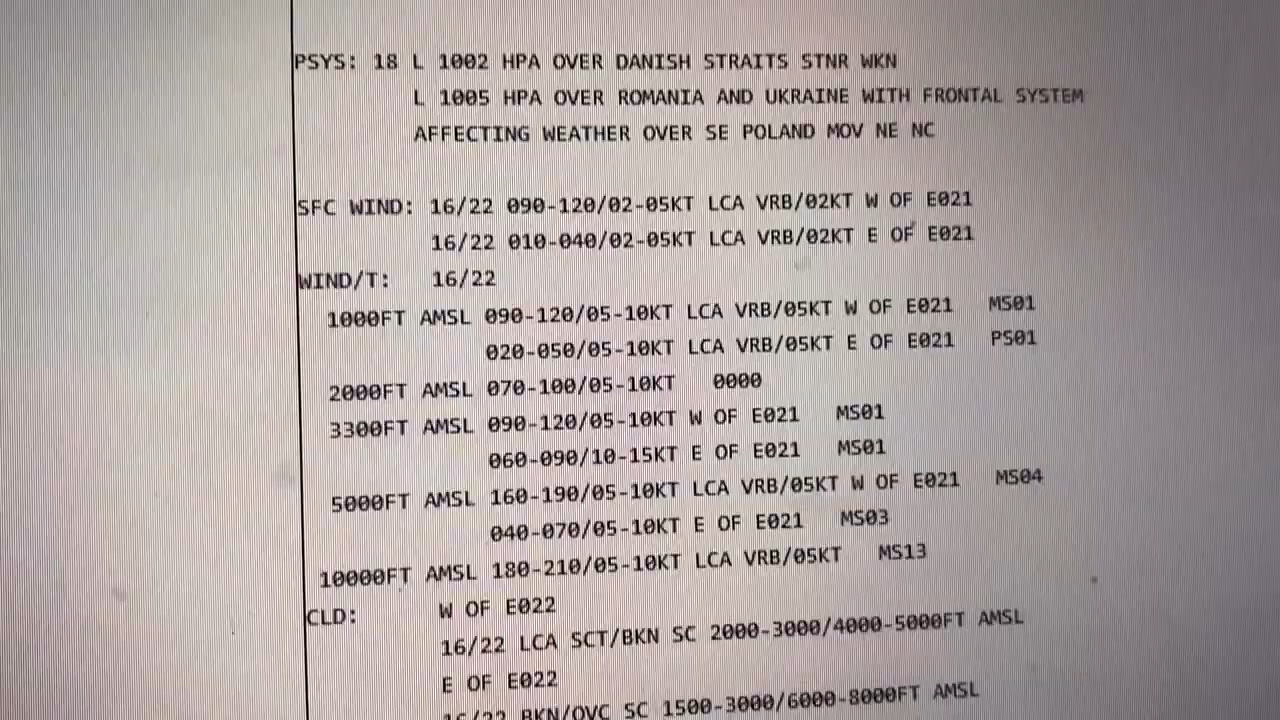 PSYS: 18 L 1002 HPA OVER DANISH STRAITS STNR WKN
L 1005 HPA OVER ROMANIA AND UKRAINE WITH FRONTAL SYSTEM
AFFECTING WEATHER OVER SE POLAND MOV NE NC
SFC WIND: 16/22 090-120/02-05KT LCA VRB/02KT W OF E021
16/22 010-040/02-05KT LCA VRB/02KT E OF E021
WIND/T: 16/22
1000FT AMSL 090-120/05-10KT LCA VRB/05KT W OF E021 MS01
020-050/05-10KT LCA VRB/05KT E OF E021 PS01
2000FT AMSL 070-100/05-10KT 0000
3300FT AMSL 090-120/05-10KT W OF E021 MS01
060-090/10-15KT E OF E021 MS01
5000FT AMSL 160-190/05-10KT LCA VRB/05KT W OF E021 MS04
040-070/05-10KT E OF E021 MS03
10000FT AMSL 180-210/05-10KT LCA VRB/05KT MS13
CLD: W OF E022
16/22 LCA SCT/BKN SC 2000-3000/4000-5000FT AMSL
E OF E022
16/22 BKN/OVC SC 1500-3000/6000-8000FT AMSL